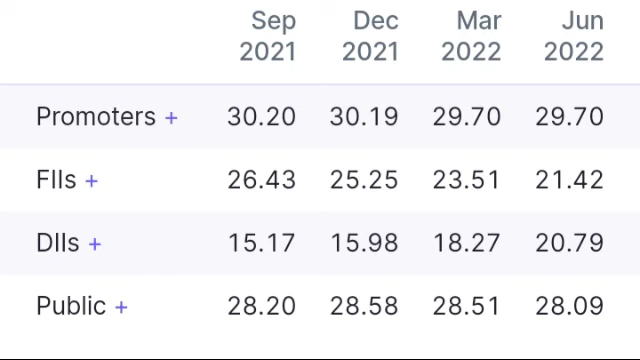 Sep Dec Mar Jun
2021 2021 2022 2022
Promoters + 30.20 30.19 29.70 29.70
FIIs + 26.43 25.25 23.51 21.42
DIIs + 15.17 15.98 18.27 20.79
Public + 28.20 28.58 28.51 28.09